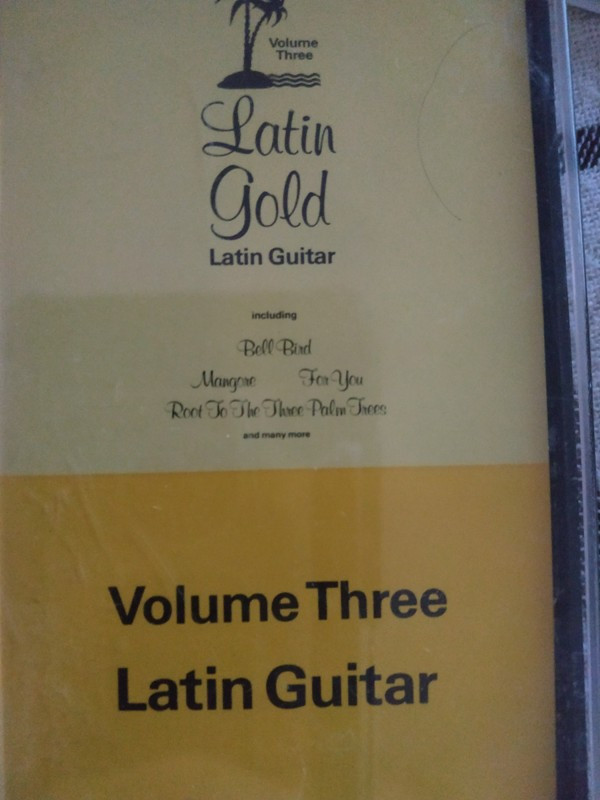 Volume
Three
Latin
Gold
Latin Guitar
including
Bell Bird
Mangore For You
Root To The Three Palm Trees
and many more
Volume Three
Latin Guitar